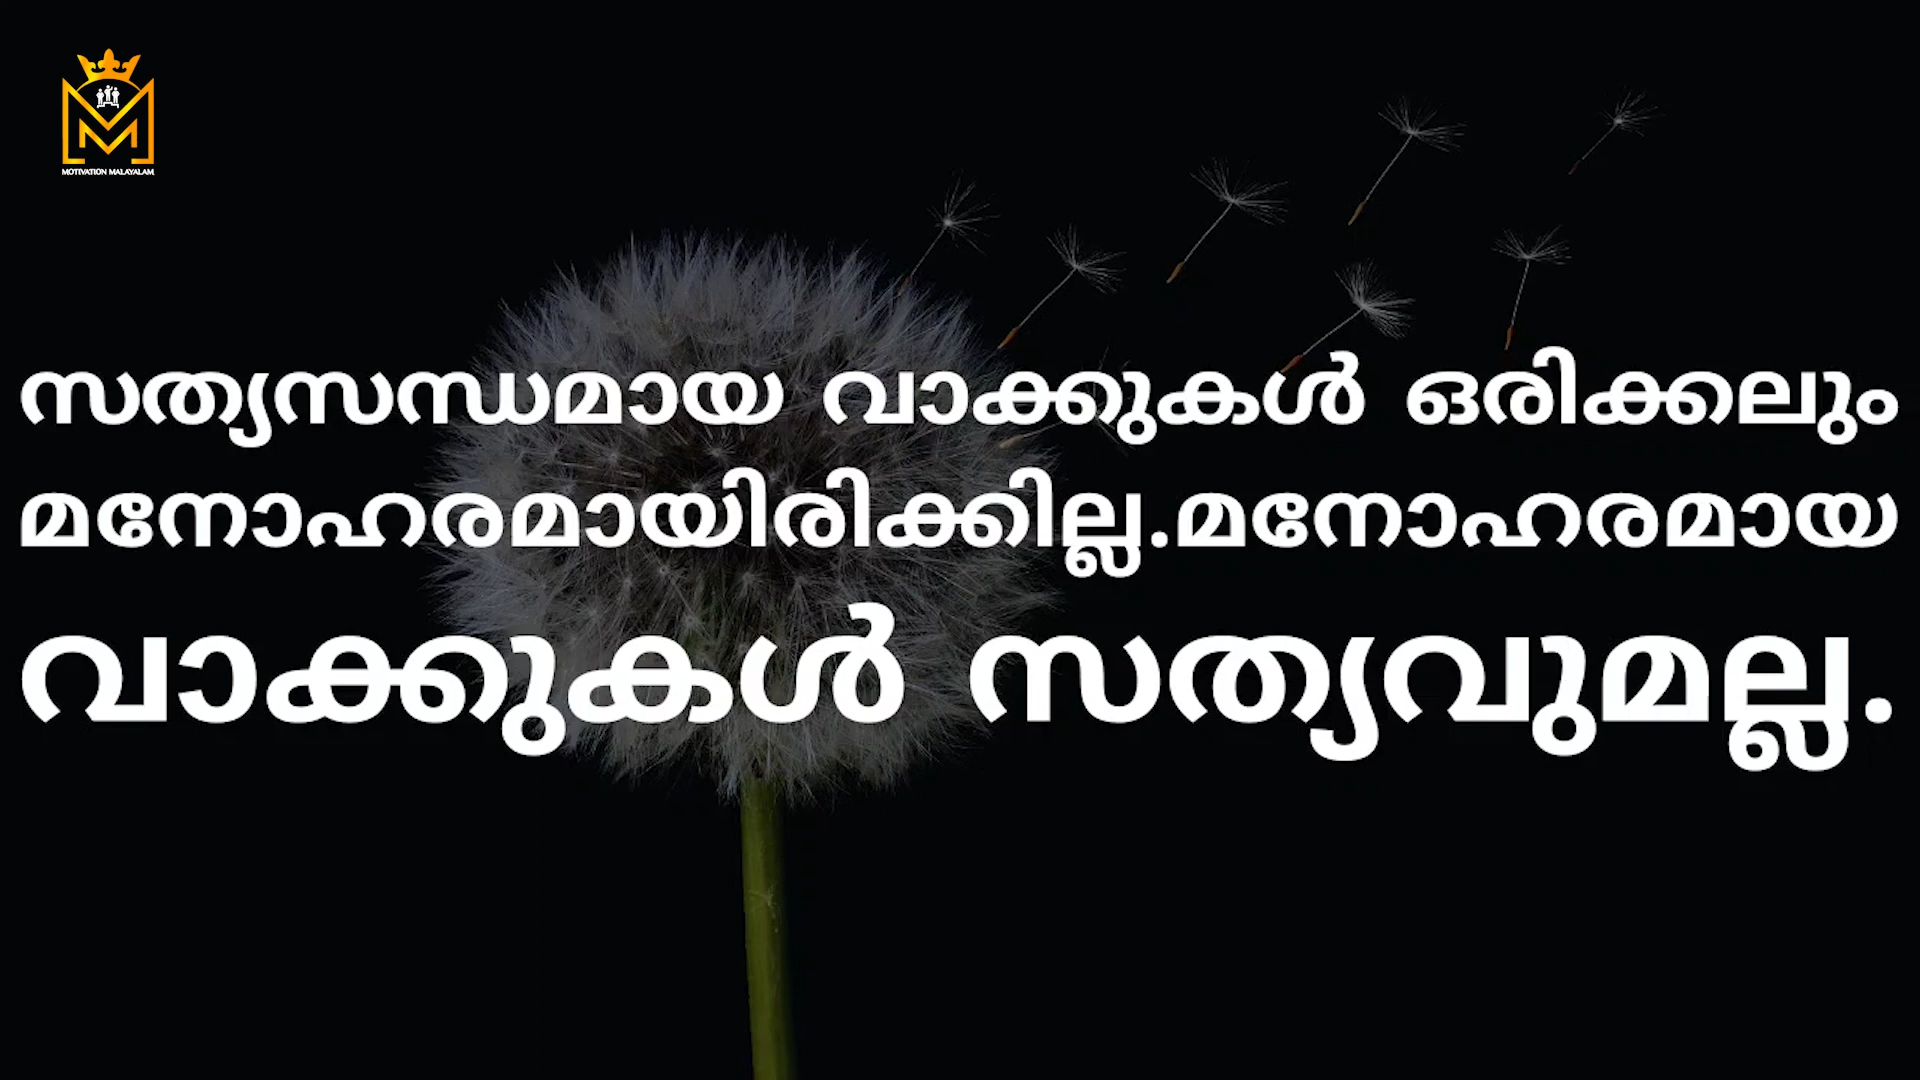 MOTIVATION MALAYALAM
സത്യസന്ധമായ വാക്കുകൾ ഒരിക്കലും
മനോഹരമായിരിക്കില്ല.മനോഹരമായ
വാക്കുകൾ സത്യവുമല്ല.